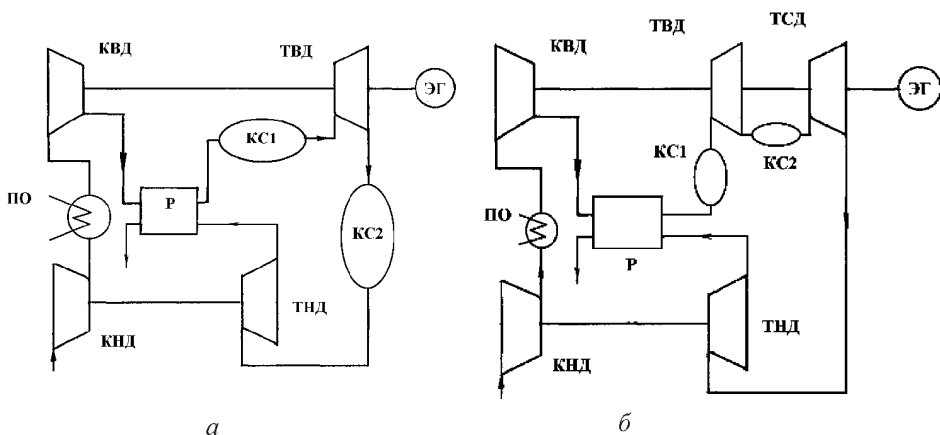 КВД
ТВД
ЭГ
КС1
ПО
Р
КС2
ТНД
КНД
а
КВД
ТВД
ТСД
ЭГ
КС1
КС2
ПО
Р
ТНД
КНД
б